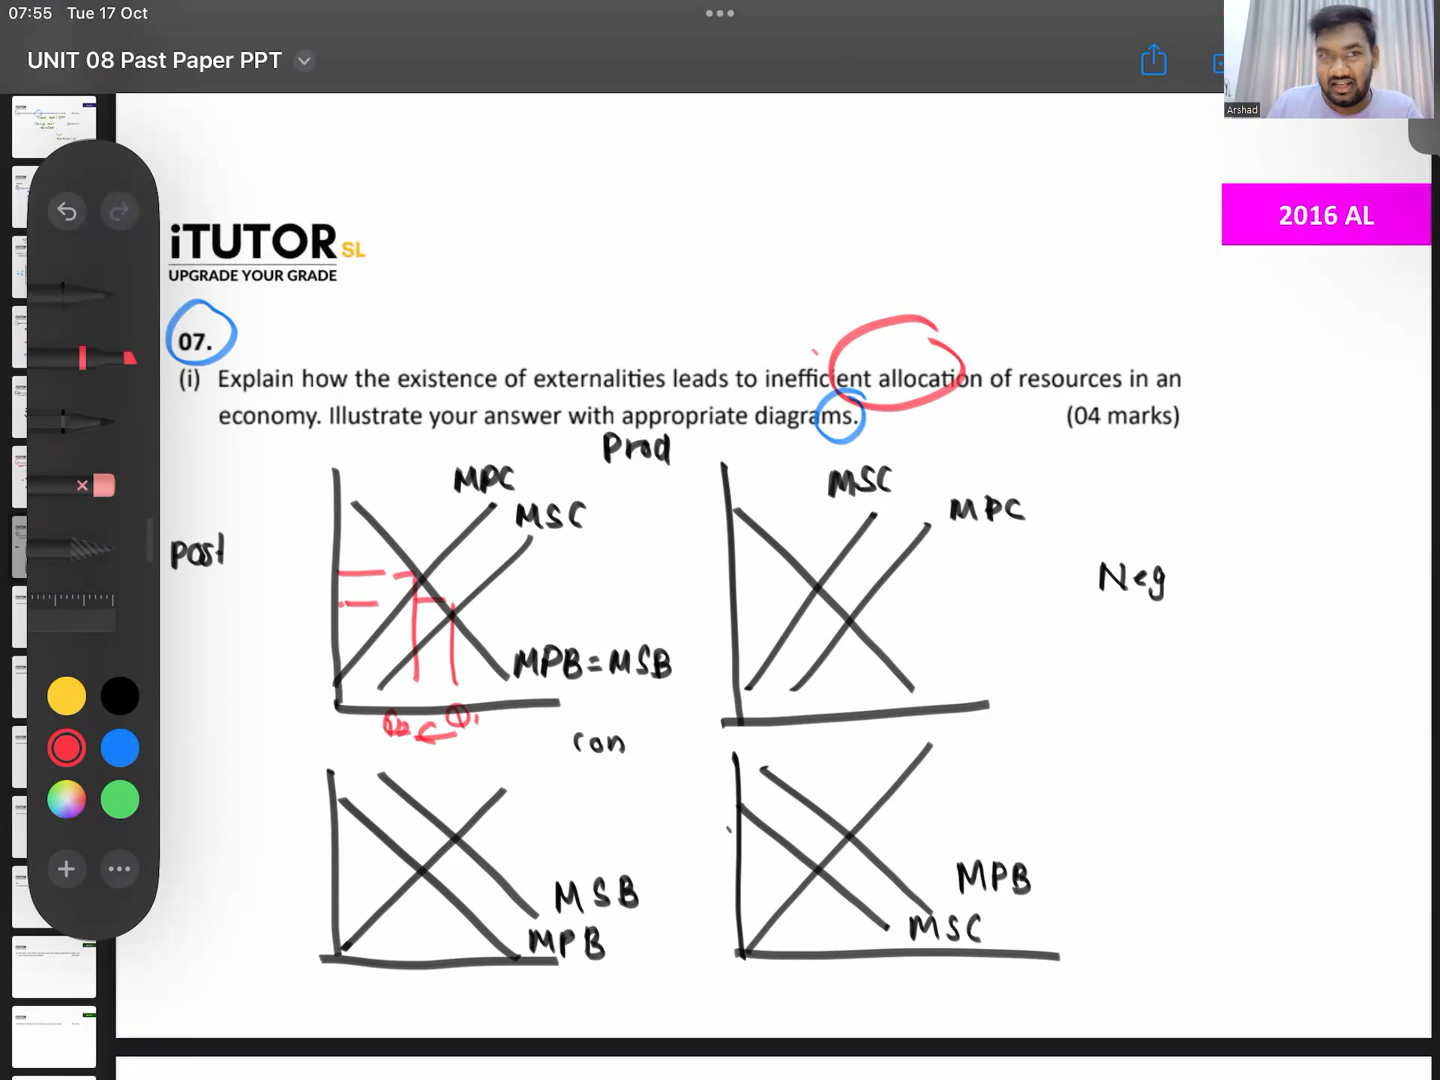 07:55 Tue 17 Oct
UNIT 08 Past Paper PPT
Arshad
2016 AL
iTUTOR SL
UPGRADE YOUR GRADE
07.
(i) Explain how the existence of externalities leads to inefficient allocation of resources in an
economy. Illustrate your answer with appropriate diagrams. (04 marks)
Prod
MPC
MSC
MSC
MPC
Post
Neg
MPB = MSB
Q2 ← Q1
con
MSB
MPB
MPB
MSC